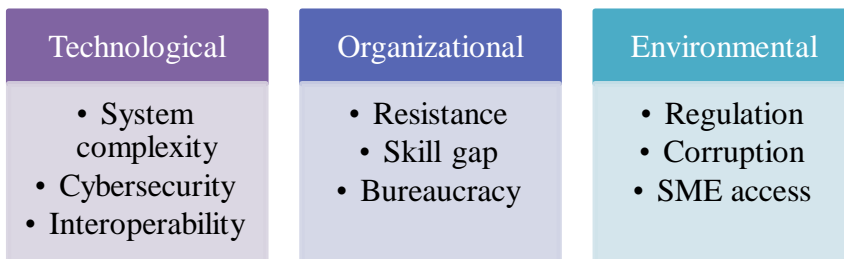 Technological
• System
complexity
• Cybersecurity
• Interoperability
Organizational
• Resistance
• Skill gap
• Bureaucracy
Environmental
• Regulation
• Corruption
• SME access